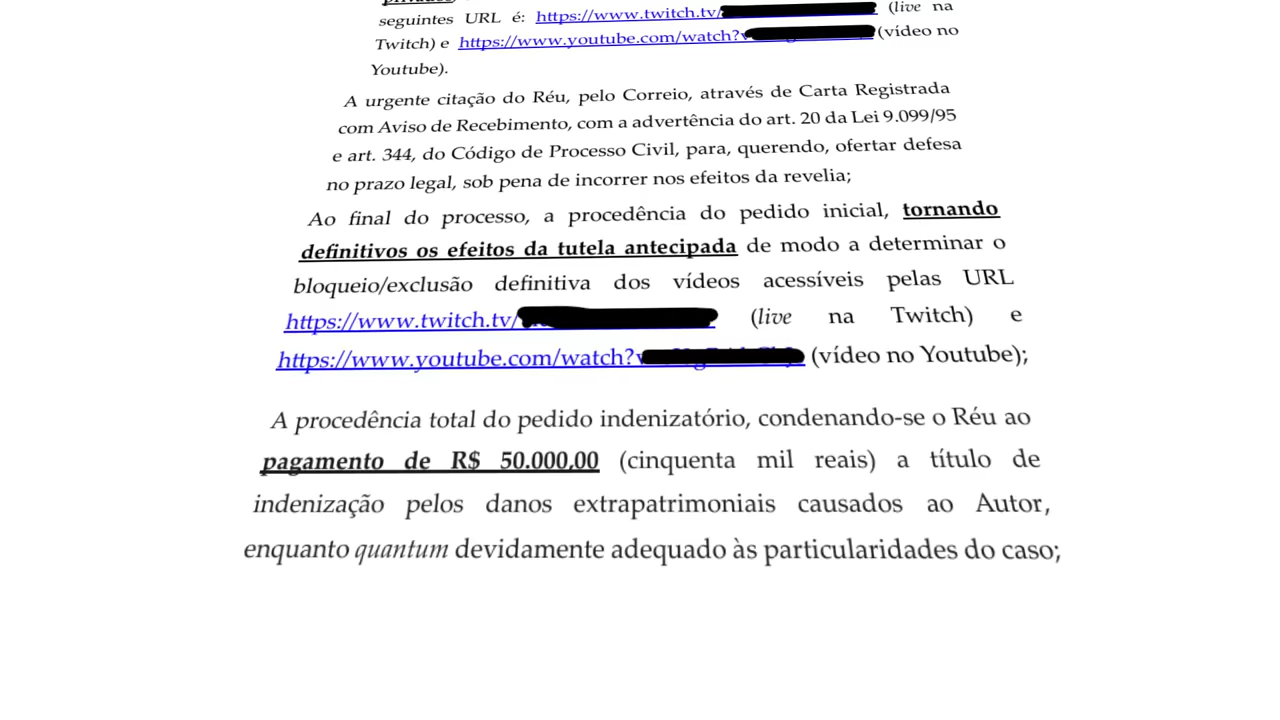 seguintes URL é: https://www.twitch.tv/ (live na
Twitch) e https://www.youtube.com/watch?v (vídeo no
Youtube).
A urgente citação do Réu, pelo Correio, através de Carta Registrada
com Aviso de Recebimento, com a advertência do art. 20 da Lei 9.099/95
e art. 344, do Código de Processo Civil, para, querendo, ofertar defesa
no prazo legal, sob pena de incorrer nos efeitos da revelia;
Ao final do processo, a procedência do pedido inicial, tornando
definitivos os efeitos da tutela antecipada de modo a determinar o
bloqueio/exclusão definitiva dos vídeos acessíveis pelas URL
https://www.twitch.tv/ (live na Twitch) e
https://www.youtube.com/watch?v (vídeo no Youtube);
A procedência total do pedido indenizatório, condenando-se o Réu ao
pagamento de R$ 50.000,00 (cinquenta mil reais) a título de
indenização pelos danos extrapatrimoniais causados ao Autor,
enquanto quantum devidamente adequado às particularidades do caso;